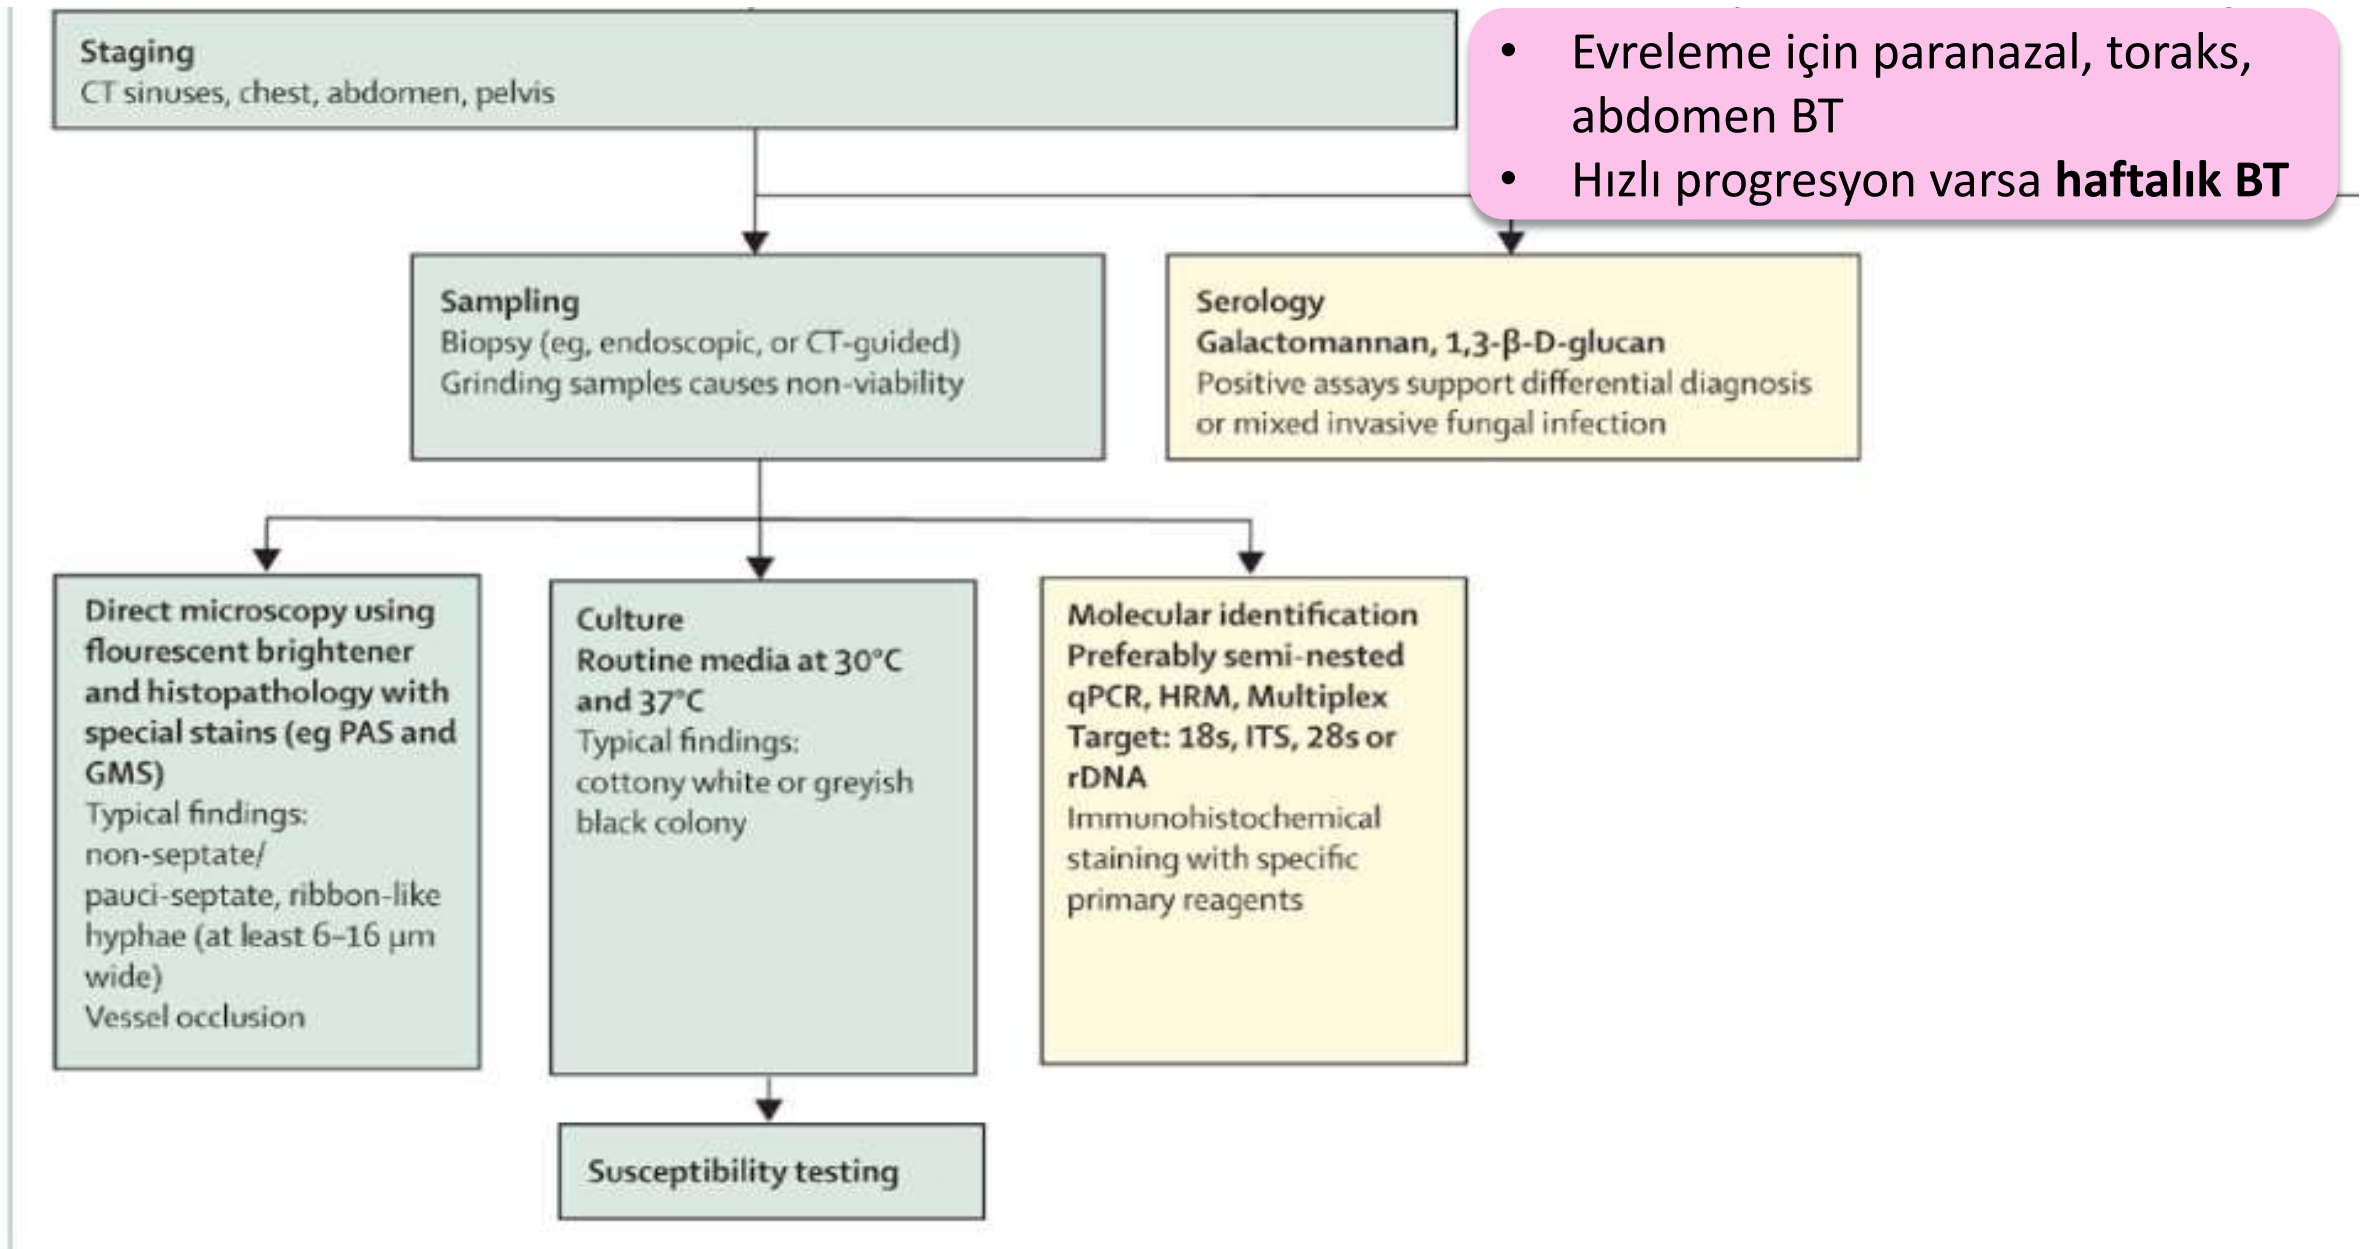 Staging
CT sinuses, chest, abdomen, pelvis
• Evreleme için paranazal, toraks,
abdomen BT
• Hızlı progresyon varsa haftalık BT
Sampling
Biopsy (eg, endoscopic, or CT-guided)
Grinding samples causes non-viability
Serology
Galactomannan, 1,3-β-D-glucan
Positive assays support differential diagnosis
or mixed invasive fungal infection
Direct microscopy using
flourescent brightener
and histopathology with
special stains (eg PAS and
GMS)
Typical findings:
non-septate/
pauci-septate, ribbon-like
hyphae (at least 6–16 µm
wide)
Vessel occlusion
Culture
Routine media at 30°C
and 37°C
Typical findings:
cottony white or greyish
black colony
Molecular identification
Preferably semi-nested
qPCR, HRM, Multiplex
Target: 18s, ITS, 28s or
rDNA
Immunohistochemical
staining with specific
primary reagents
Susceptibility testing